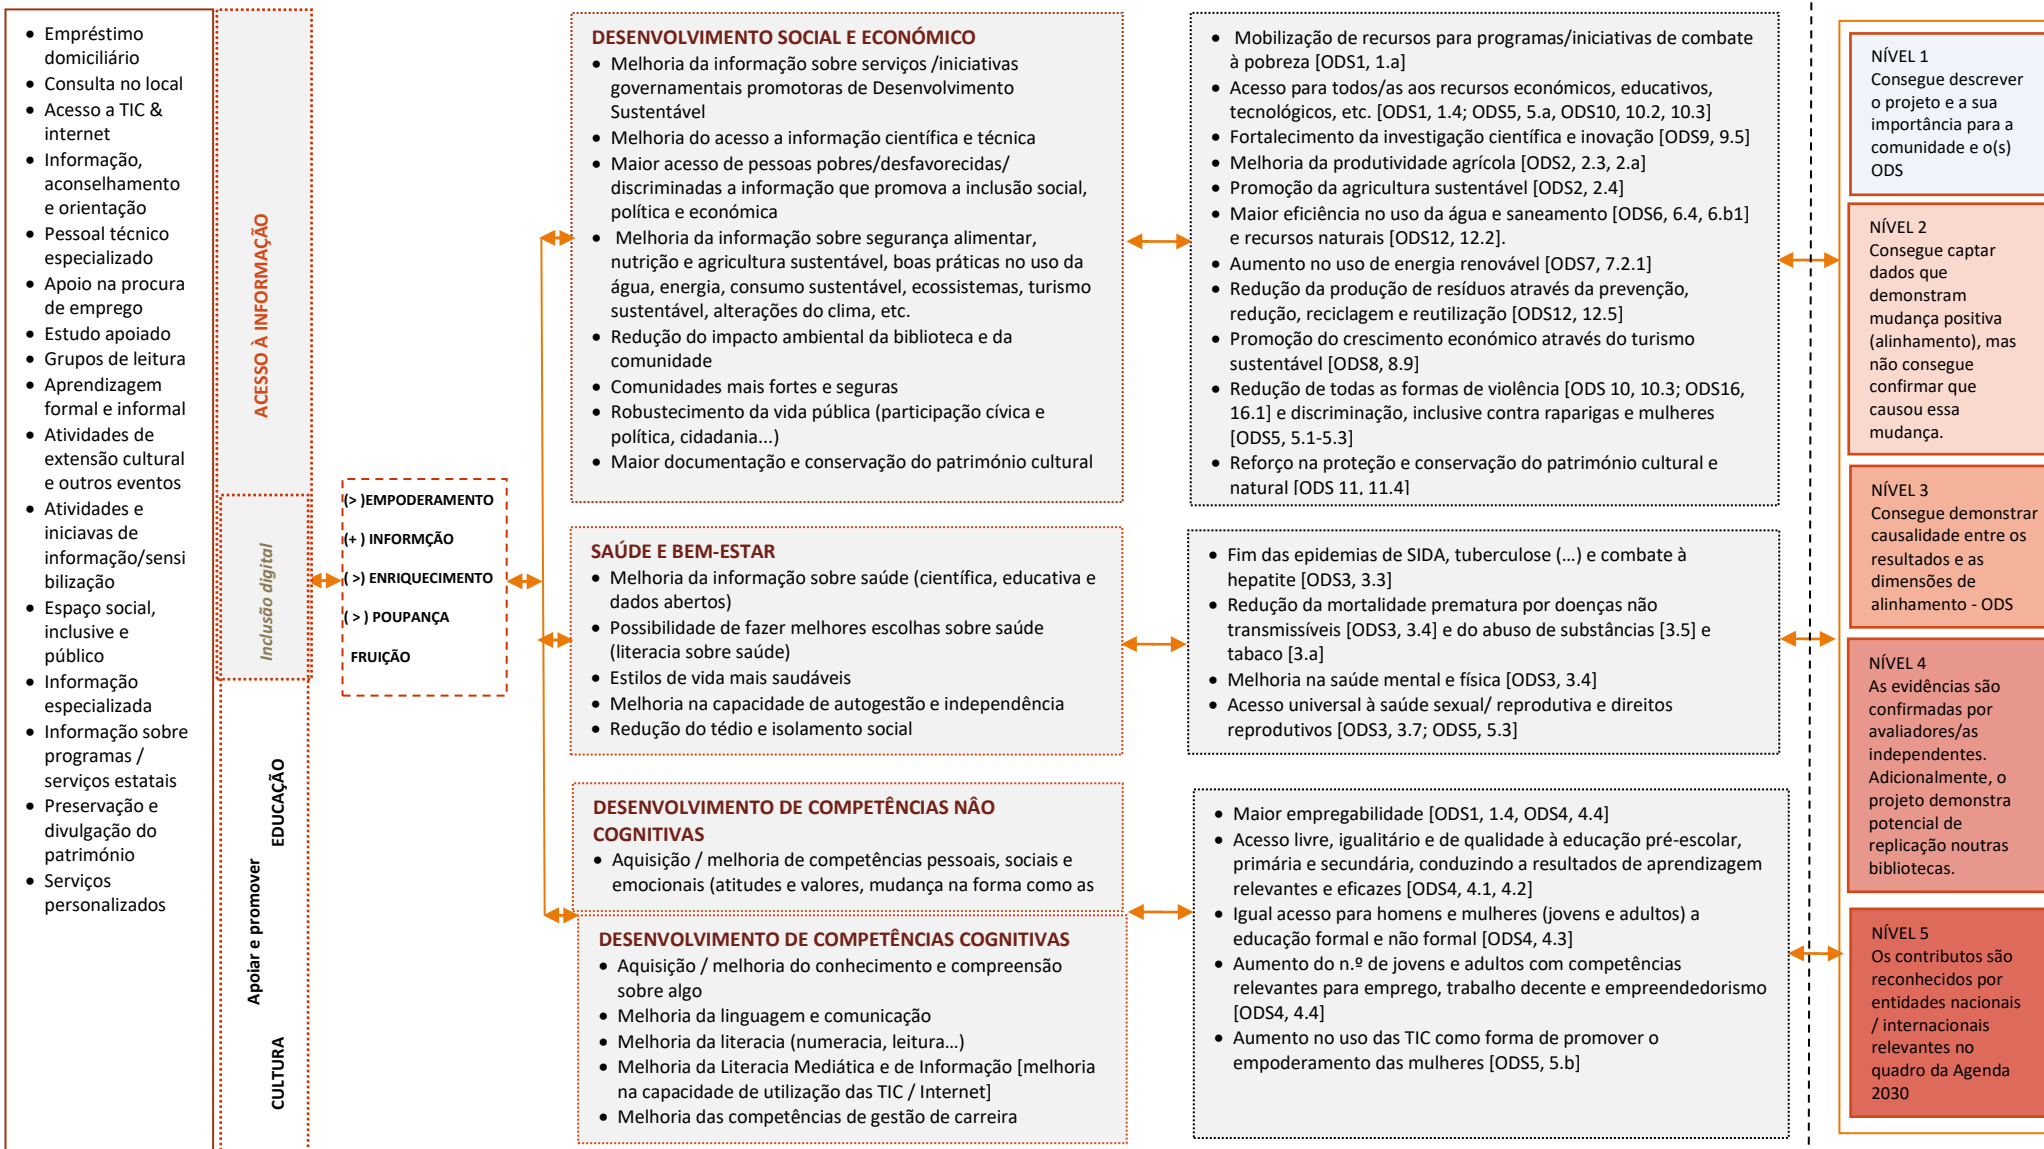 • Empréstimo
domiciliário
• Consulta no local
• Acesso a TIC &
internet
• Informação,
aconselhamento
e orientação
• Pessoal técnico
especializado
• Apoio na procura
de emprego
• Estudo apoiado
• Grupos de leitura
• Aprendizagem
formal e informal
• Atividades de
extensão cultural
e outros eventos
• Atividades e
iniciavas de
informação/sensi
bilização
• Espaço social,
inclusive e
público
• Informação
especializada
• Informação sobre
programas /
serviços estatais
• Preservação e
divulgação do
património
• Serviços
personalizados
ACESSO À INFORMAÇÃO
Inclusão digital
Apoiar e promover
EDUCAÇÃO
CULTURA
(> )EMPODERAMENTO
(+ ) INFORMÇÃO
( >) ENRIQUECIMENTO
( > ) POUPANÇA
FRUIÇÃO
DESENVOLVIMENTO SOCIAL E ECONÓMICO
• Melhoria da informação sobre serviços /iniciativas
governamentais promotoras de Desenvolvimento
Sustentável
• Melhoria do acesso a informação científica e técnica
• Maior acesso de pessoas pobres/desfavorecidas/
discriminadas a informação que promova a inclusão social,
política e económica
• Melhoria da informação sobre segurança alimentar,
nutrição e agricultura sustentável, boas práticas no uso da
água, energia, consumo sustentável, ecossistemas, turismo
sustentável, alterações do clima, etc.
• Redução do impacto ambiental da biblioteca e da
comunidade
• Comunidades mais fortes e seguras
• Robustecimento da vida pública (participação cívica e
política, cidadania...)
• Maior documentação e conservação do património cultural
SAÚDE E BEM-ESTAR
• Melhoria da informação sobre saúde (científica, educativa e
dados abertos)
• Possibilidade de fazer melhores escolhas sobre saúde
(literacia sobre saúde)
• Estilos de vida mais saudáveis
• Melhoria na capacidade de autogestão e independência
• Redução do tédio e isolamento social
DESENVOLVIMENTO DE COMPETÊNCIAS NÂO
COGNITIVAS
• Aquisição / melhoria de competências pessoais, sociais e
emocionais (atitudes e valores, mudança na forma como as
DESENVOLVIMENTO DE COMPETÊNCIAS COGNITIVAS
• Aquisição / melhoria do conhecimento e compreensão
sobre algo
• Melhoria da linguagem e comunicação
• Melhoria da literacia (numeracia, leitura…)
• Melhoria da Literacia Mediática e de Informação [melhoria
na capacidade de utilização das TIC / Internet]
• Melhoria das competências de gestão de carreira
• Mobilização de recursos para programas/iniciativas de combate
à pobreza [ODS1, 1.a]
• Acesso para todos/as aos recursos económicos, educativos,
tecnológicos, etc. [ODS1, 1.4; ODS5, 5.a, ODS10, 10.2, 10.3]
• Fortalecimento da investigação científica e inovação [ODS9, 9.5]
• Melhoria da produtividade agrícola [ODS2, 2.3, 2.a]
• Promoção da agricultura sustentável [ODS2, 2.4]
• Maior eficiência no uso da água e saneamento [ODS6, 6.4, 6.b1]
e recursos naturais [ODS12, 12.2].
• Aumento no uso de energia renovável [ODS7, 7.2.1]
• Redução da produção de resíduos através da prevenção,
redução, reciclagem e reutilização [ODS12, 12.5]
• Promoção do crescimento económico através do turismo
sustentável [ODS8, 8.9]
• Redução de todas as formas de violência [ODS 10, 10.3; ODS16,
16.1] e discriminação, inclusive contra raparigas e mulheres
[ODS5, 5.1-5.3]
• Reforço na proteção e conservação do património cultural e
natural [ODS 11, 11.4]
• Fim das epidemias de SIDA, tuberculose (…) e combate à
hepatite [ODS3, 3.3]
• Redução da mortalidade prematura por doenças não
transmissíveis [ODS3, 3.4] e do abuso de substâncias [3.5] e
tabaco [3.a]
• Melhoria na saúde mental e física [ODS3, 3.4]
• Acesso universal à saúde sexual/ reprodutiva e direitos
reprodutivos [ODS3, 3.7; ODS5, 5.3]
• Maior empregabilidade [ODS1, 1.4, ODS4, 4.4]
• Acesso livre, igualitário e de qualidade à educação pré-escolar,
primária e secundária, conduzindo a resultados de aprendizagem
relevantes e eficazes [ODS4, 4.1, 4.2]
• Igual acesso para homens e mulheres (jovens e adultos) a
educação formal e não formal [ODS4, 4.3]
• Aumento do n.º de jovens e adultos com competências
relevantes para emprego, trabalho decente e empreendedorismo
[ODS4, 4.4]
• Aumento no uso das TIC como forma de promover o
empoderamento das mulheres [ODS5, 5.b]
NÍVEL 1
Consegue descrever
o projeto e a sua
importância para a
comunidade e o(s)
ODS
NÍVEL 2
Consegue captar
dados que
demonstram
mudança positiva
(alinhamento), mas
não consegue
confirmar que
causou essa
mudança.
NÍVEL 3
Consegue demonstrar
causalidade entre os
resultados e as
dimensões de
alinhamento - ODS
NÍVEL 4
As evidências são
confirmadas por
avaliadores/as
independentes.
Adicionalmente, o
projeto demonstra
potencial de
replicação noutras
bibliotecas.
NÍVEL 5
Os contributos são
reconhecidos por
entidades nacionais
/ internacionais
relevantes no
quadro da Agenda
2030